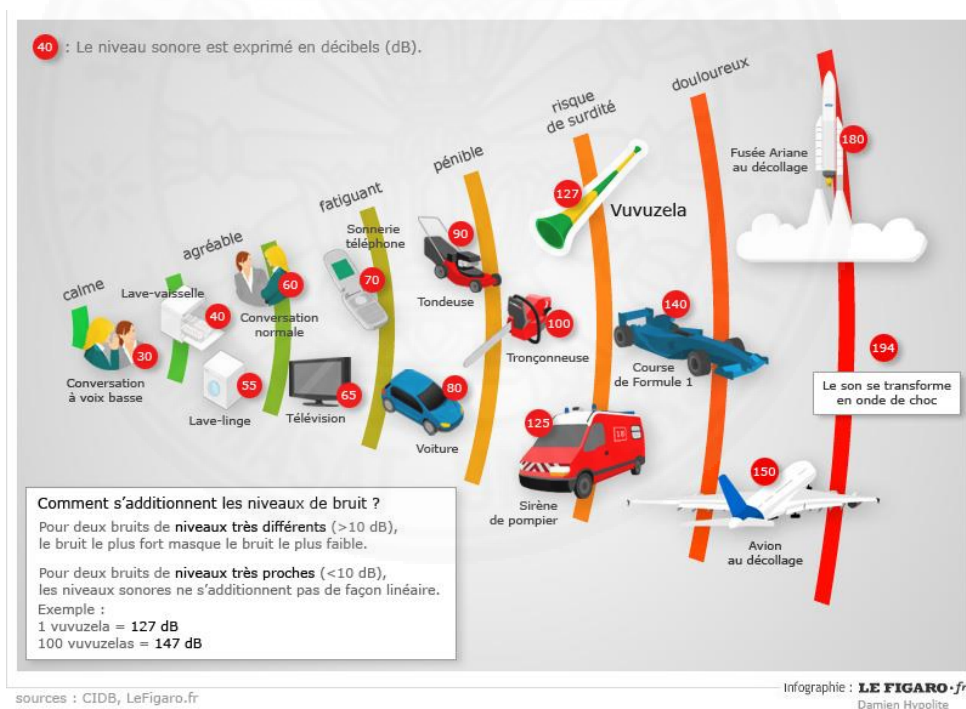 40 : Le niveau sonore est exprimé en décibels (dB).
calme
agréable
fatiguant
pénible
risque
de surdité
douloureux
30
Conversation
à voix basse
Lave-vaisselle
40
55
Lave-linge
60
Conversation
normale
65
Télévision
Sonnerie
téléphone
70
80
Voiture
90
Tondeuse
100
Tronçonneuse
127
Vuvuzela
125
18
Sirène
de pompier
140
Course
de Formule 1
150
Avion
au décollage
Fusée Ariane
au décollage
180
194
Le son se transforme
en onde de choc
Comment s'additionnent les niveaux de bruit ?
Pour deux bruits de niveaux très différents (>10 dB),
le bruit le plus fort masque le bruit le plus faible.
Pour deux bruits de niveaux très proches (<10 dB),
les niveaux sonores ne s'additionnent pas de façon linéaire.
Exemple :
1 vuvuzela = 127 dB
100 vuvuzelas = 147 dB
sources : CIDB, LeFigaro.fr
Infographie : LE FIGARO·fr
Damien Hypolite